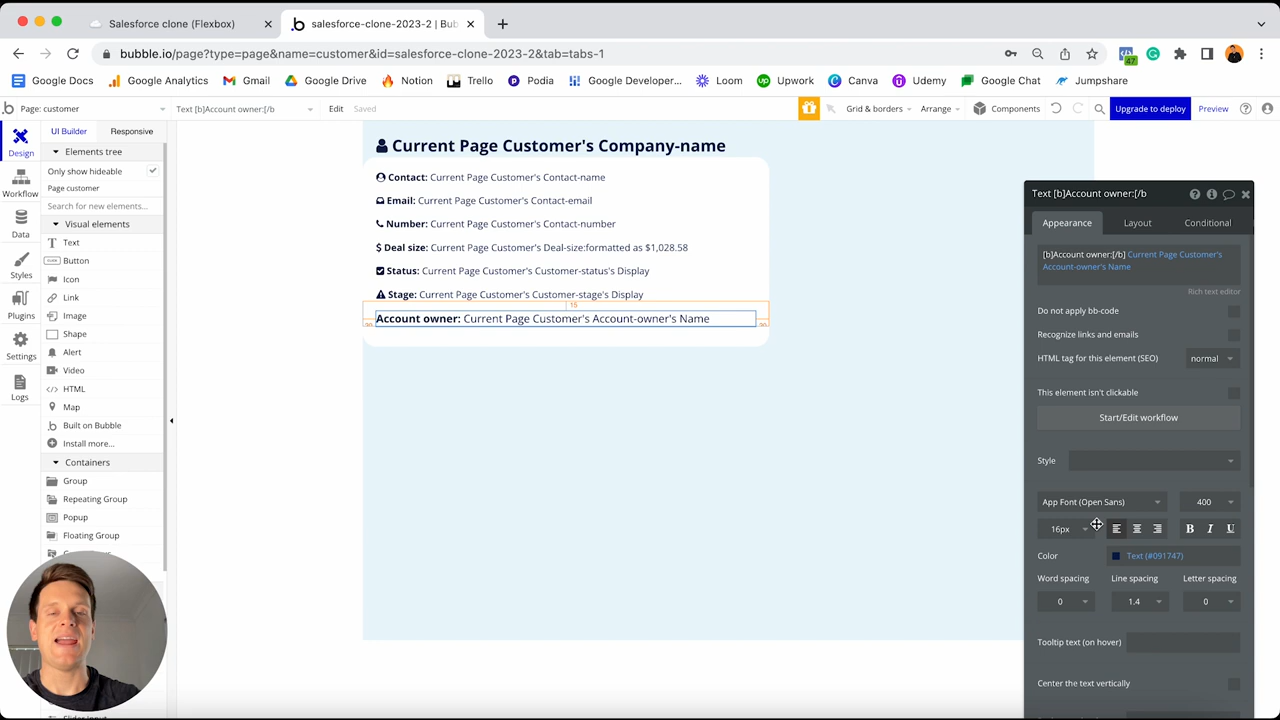 Salesforce clone (Flexbox)
salesforce-clone-2023-2 | Bub
bubble.io/page?type=page&name=customer&id=salesforce-clone-2023-2&tab=tabs-1
47
Google Docs Google Analytics Gmail Google Drive Notion Trello Podia Google Developer... Loom Upwork Canva Udemy Google Chat Jumpshare
Page: customer Text [b]Account owner:[/b Edit Saved Grid & borders Arrange Components Upgrade to deploy Preview
Design
Workflow
Data
Styles
Plugins
Settings
Logs
UI Builder Responsive
Elements tree
Only show hideable
Page customer
Search for new elements...
Visual elements
Text
Button
Icon
Link
Image
Shape
Alert
Video
HTML
Map
Built on Bubble
Install more...
Containers
Group
Repeating Group
Popup
Floating Group
Current Page Customer's Company-name
Contact: Current Page Customer's Contact-name
Email: Current Page Customer's Contact-email
Number: Current Page Customer's Contact-number
Deal size: Current Page Customer's Deal-size:formatted as $1,028.58
Status: Current Page Customer's Customer-status's Display
Stage: Current Page Customer's Customer-stage's Display
15
Account owner: Current Page Customer's Account-owner's Name
Text [b]Account owner:[/b
Appearance Layout Conditional
[b]Account owner:[/b] Current Page Customer's
Account-owner's Name
Rich text editor
Do not apply bb-code
Recognize links and emails
HTML tag for this element (SEO) normal
This element isn't clickable
Start/Edit workflow
Style
App Font (Open Sans) 400
16px B I U
Color Text (#091747)
Word spacing Line spacing Letter spacing
0 1.4 0
Tooltip text (on hover)
Center the text vertically